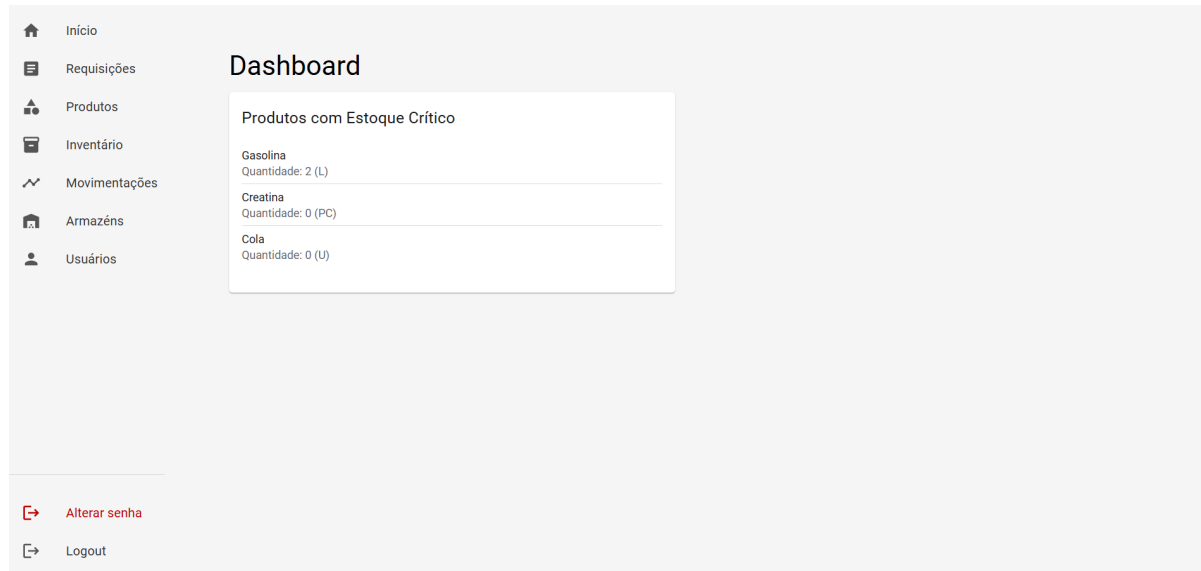 Início
Requisições
Produtos
Inventário
Movimentações
Armazéns
Usuários
Alterar senha
Logout
Dashboard
Produtos com Estoque Crítico
Gasolina
Quantidade: 2 (L)
Creatina
Quantidade: 0 (PC)
Cola
Quantidade: 0 (U)